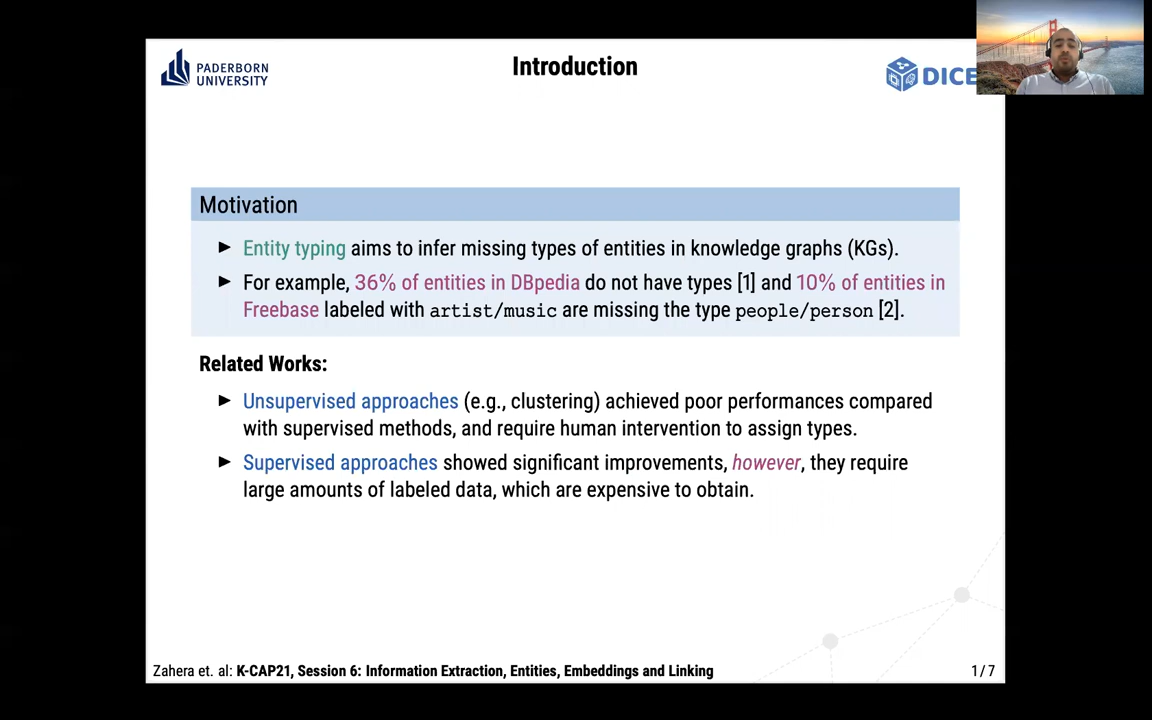 PADERBORN
UNIVERSITY
Introduction
DICE
Motivation
► Entity typing aims to infer missing types of entities in knowledge graphs (KGs).
► For example, 36% of entities in DBpedia do not have types [1] and 10% of entities in
Freebase labeled with artist/music are missing the type people/person [2].
Related Works:
► Unsupervised approaches (e.g., clustering) achieved poor performances compared
with supervised methods, and require human intervention to assign types.
► Supervised approaches showed significant improvements, however, they require
large amounts of labeled data, which are expensive to obtain.
Zahera et. al: K-CAP21, Session 6: Information Extraction, Entities, Embeddings and Linking
1 / 7